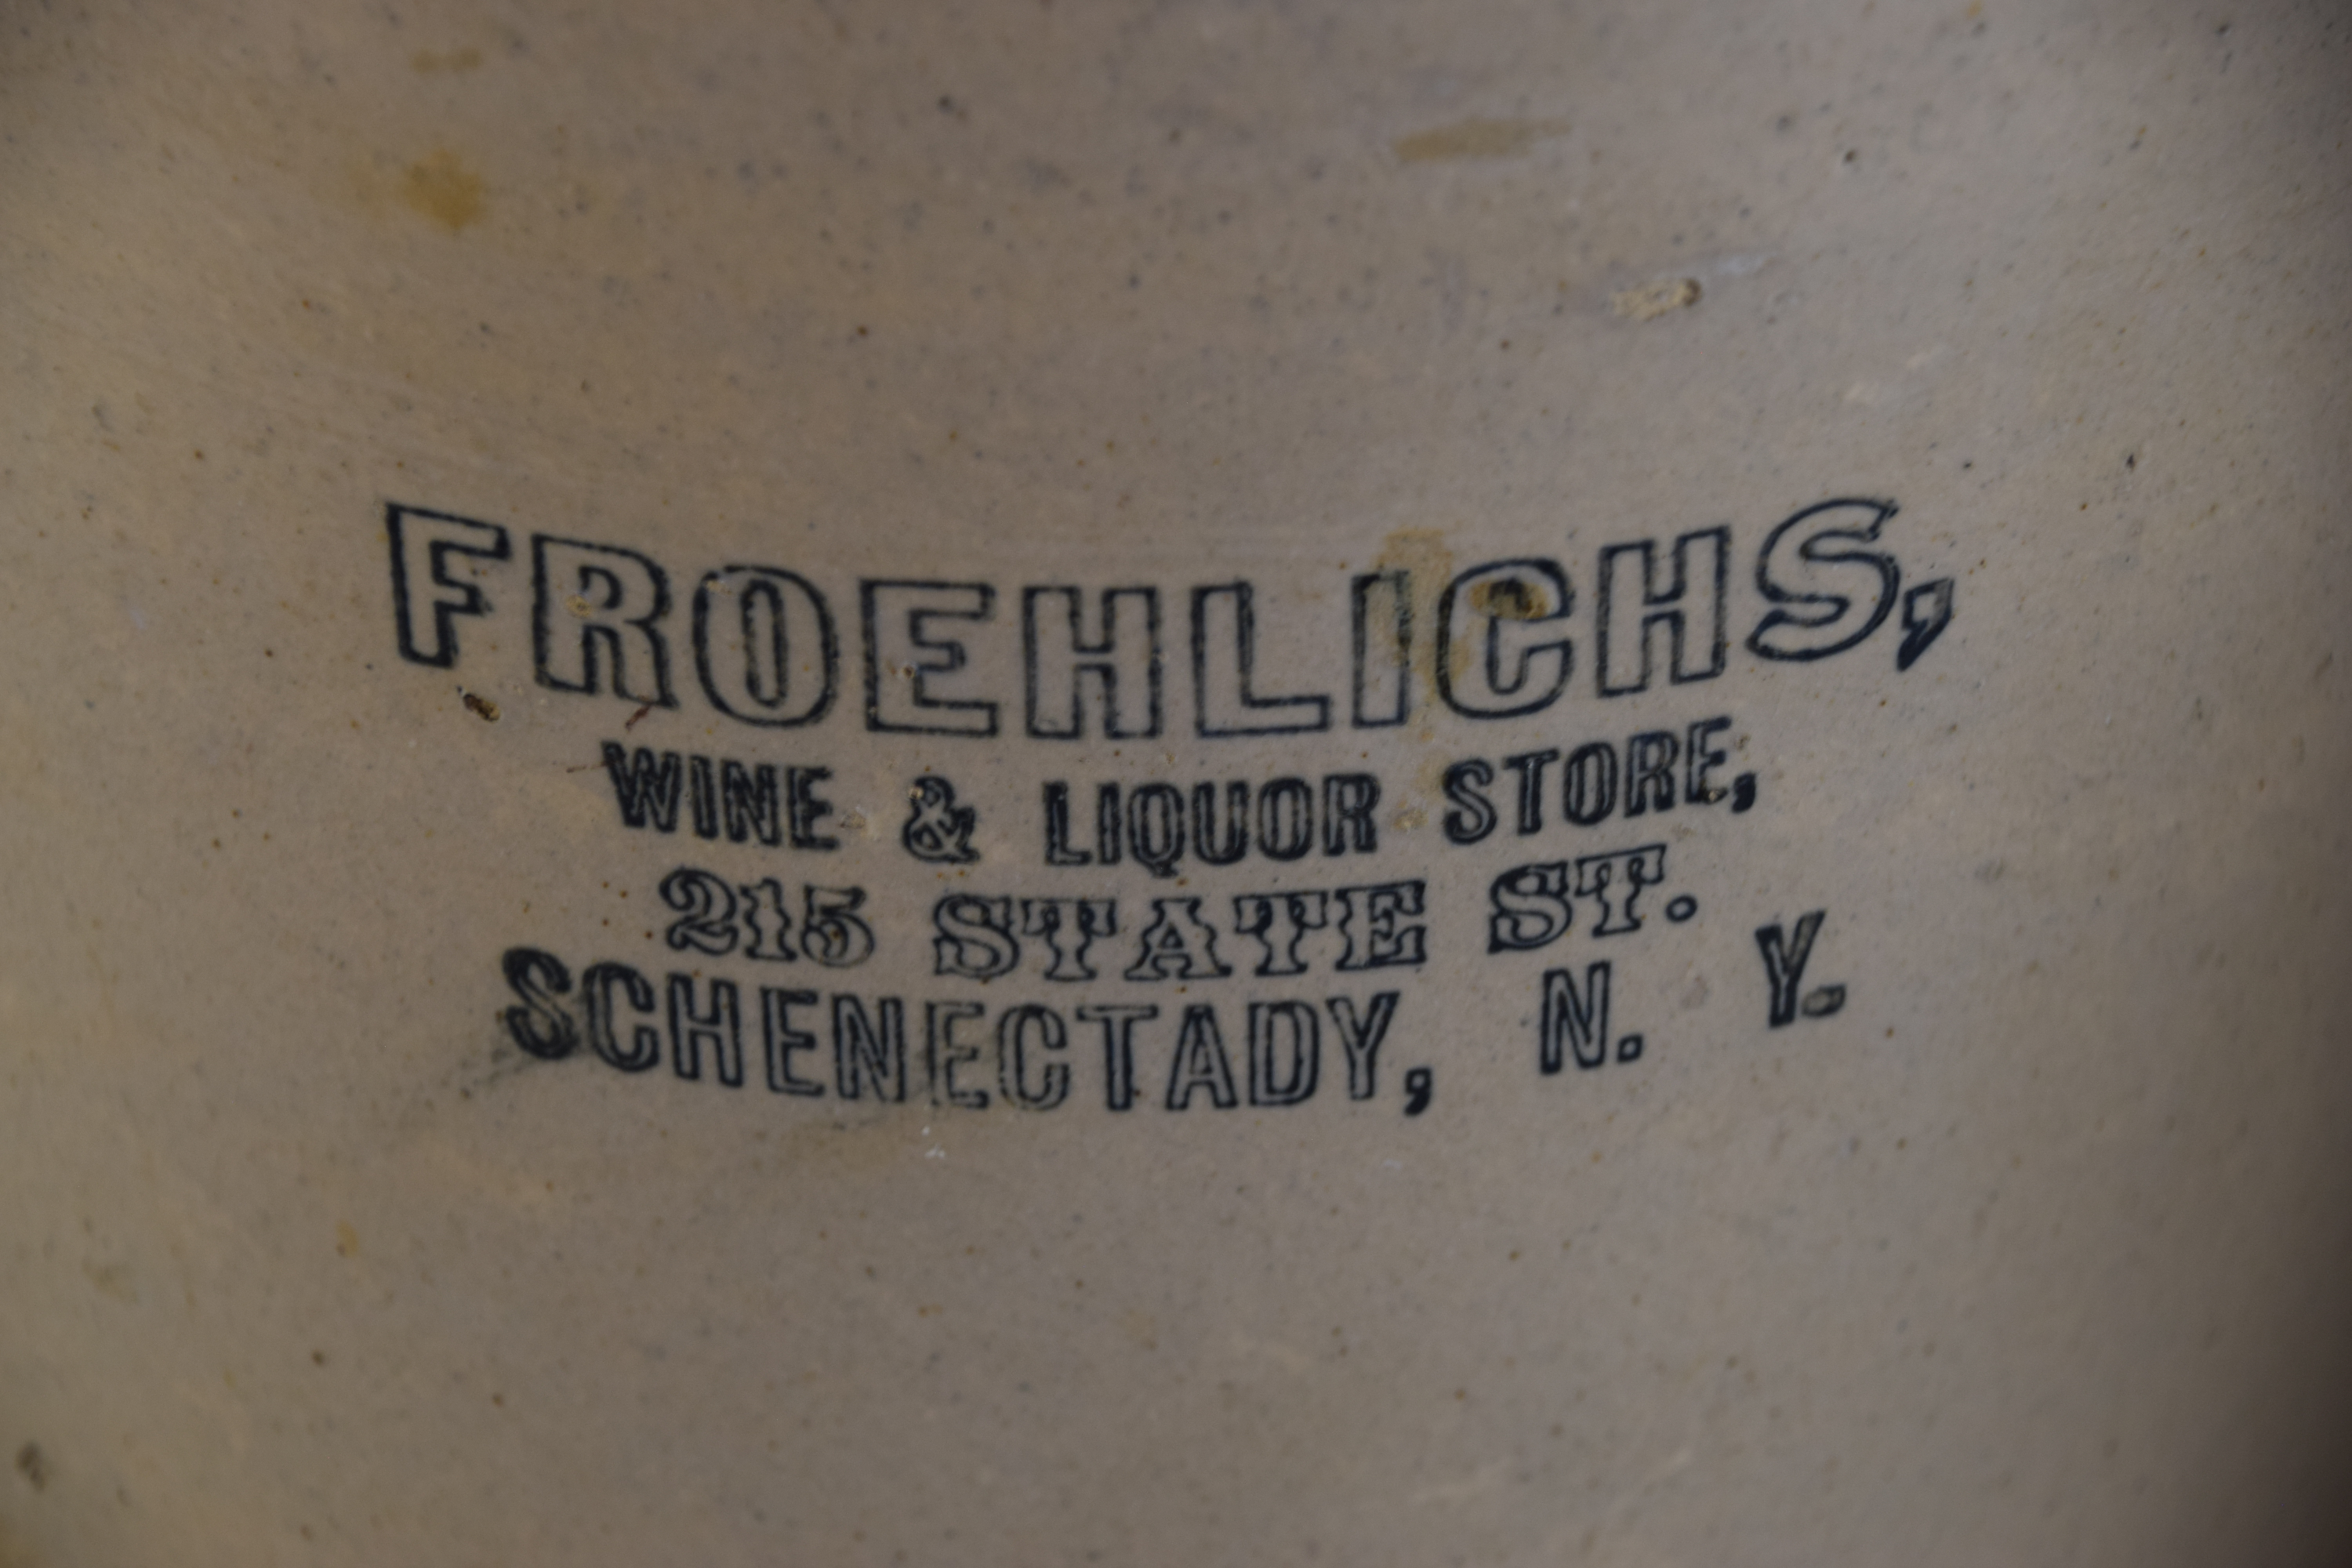 FROEHLICHS,
WINE & LIQUOR STORE,
215 STATE ST.
SCHENECTADY, N. Y.